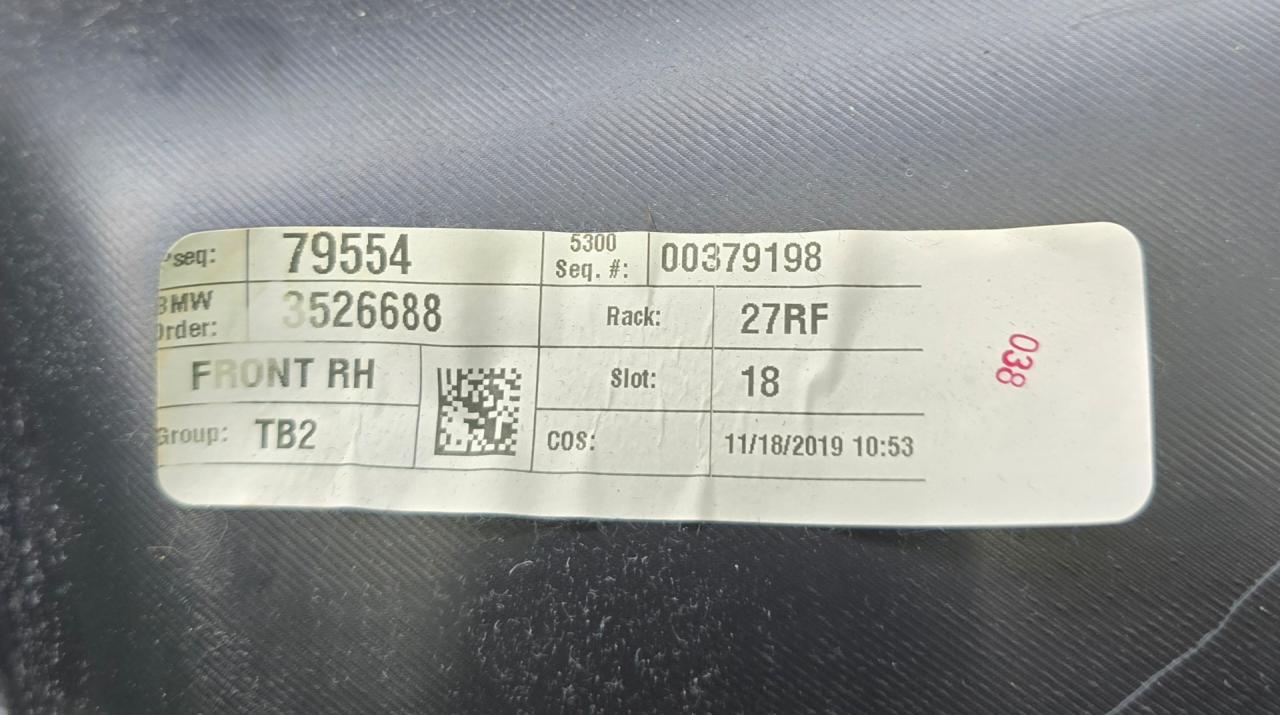 seq: 79554 5300 Seq. #: 00379198
BMW Order: 3526688 Rack: 27RF
FRONT RH Slot: 18
Group: TB2 COS: 11/18/2019 10:53
038